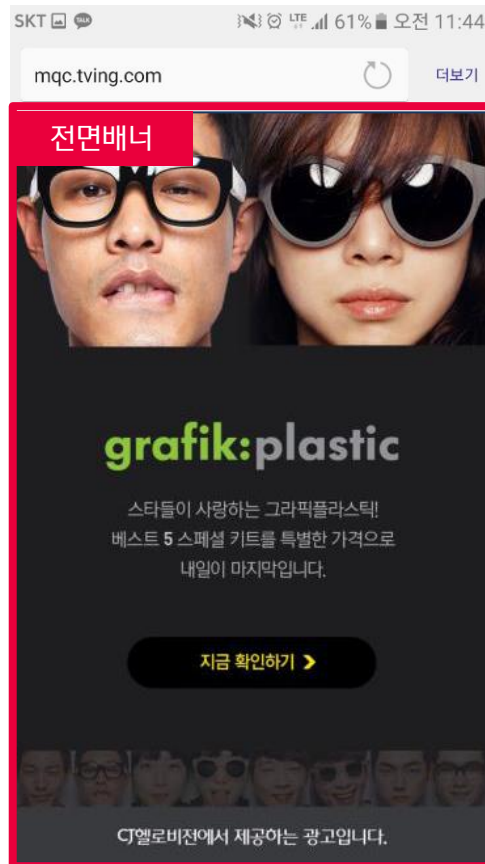 SKT TALK LTE 61% 오전 11:44
mqc.tving.com 더보기
전면배너
grafik:plastic
스타들이 사랑하는 그라픽플라스틱!
베스트 5 스페셜 키트를 특별한 가격으로
내일이 마지막입니다.
지금 확인하기 >
CJ헬로비전에서 제공하는 광고입니다.